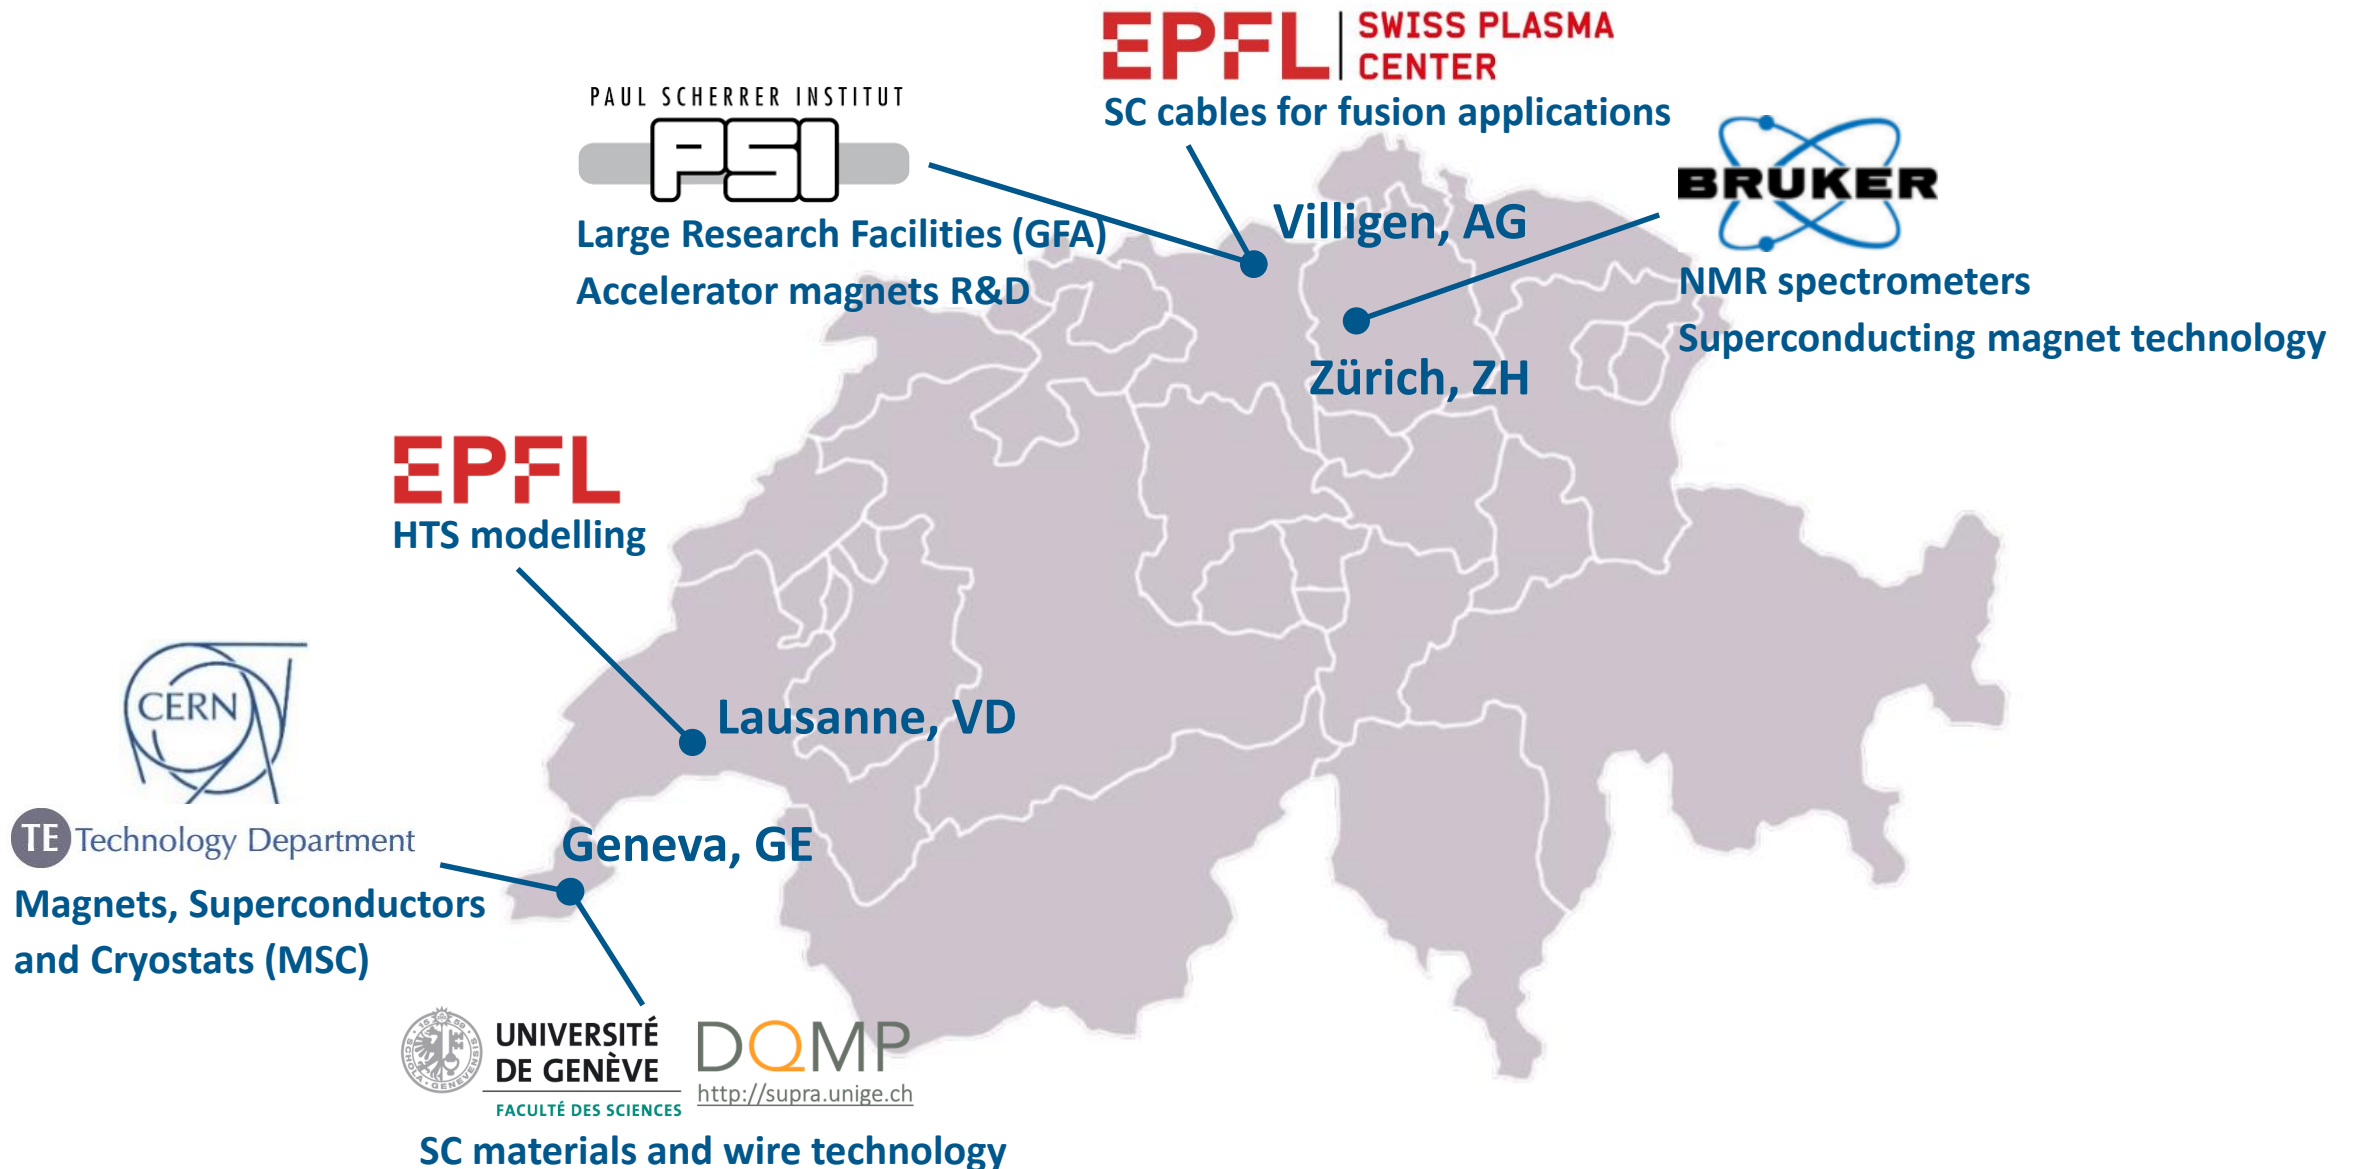 EPFL SWISS PLASMA
CENTER
SC cables for fusion applications
PAUL SCHERRER INSTITUT
PSI
Large Research Facilities (GFA)
Accelerator magnets R&D
Villigen, AG
BRUKER
NMR spectrometers
Superconducting magnet technology
Zürich, ZH
EPFL
HTS modelling
Lausanne, VD
CERN
TE Technology Department
Magnets, Superconductors
and Cryostats (MSC)
Geneva, GE
UNIVERSITÉ
DE GENÈVE
FACULTÉ DES SCIENCES
DQMP
http://supra.unige.ch
SC materials and wire technology